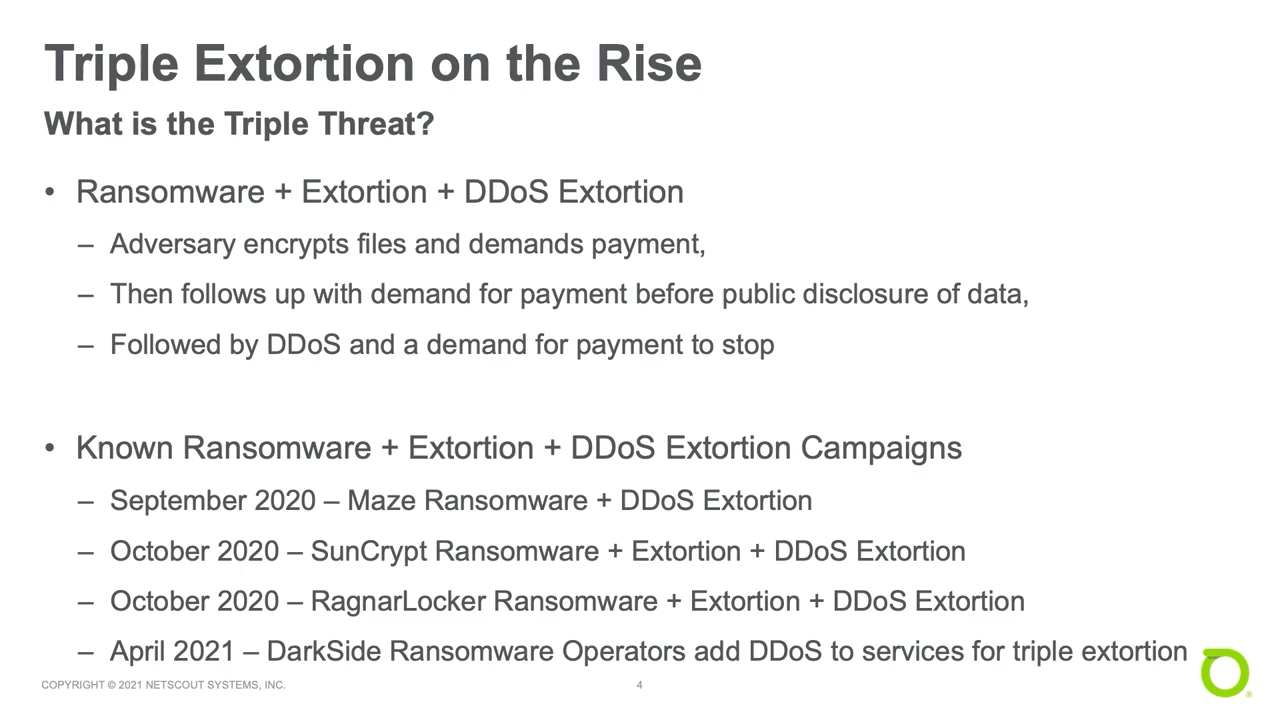 Triple Extortion on the Rise
What is the Triple Threat?
• Ransomware + Extortion + DDoS Extortion
– Adversary encrypts files and demands payment,
– Then follows up with demand for payment before public disclosure of data,
– Followed by DDoS and a demand for payment to stop
• Known Ransomware + Extortion + DDoS Extortion Campaigns
– September 2020 – Maze Ransomware + DDoS Extortion
– October 2020 – SunCrypt Ransomware + Extortion + DDoS Extortion
– October 2020 – RagnarLocker Ransomware + Extortion + DDoS Extortion
– April 2021 – DarkSide Ransomware Operators add DDoS to services for triple extortion
COPYRIGHT © 2021 NETSCOUT SYSTEMS, INC.
4
®